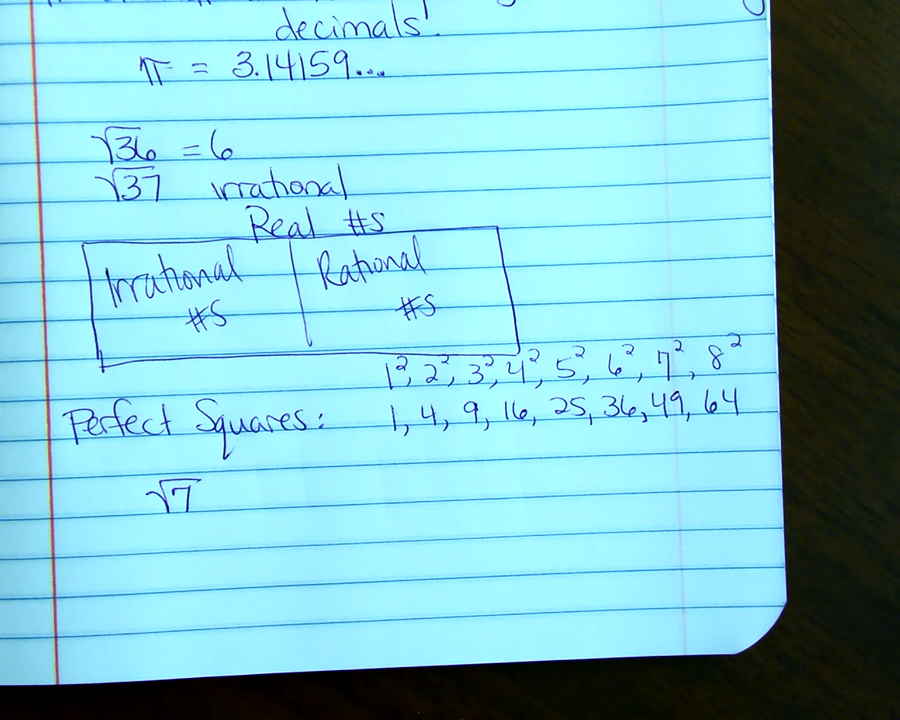 decimals!
π = 3.14159...
√36 = 6
√37 irrational
Real #s
Irrational Rational
#s #s
1², 2², 3², 4², 5², 6², 7², 8²
Perfect Squares: 1, 4, 9, 16, 25, 36, 49, 64
√7